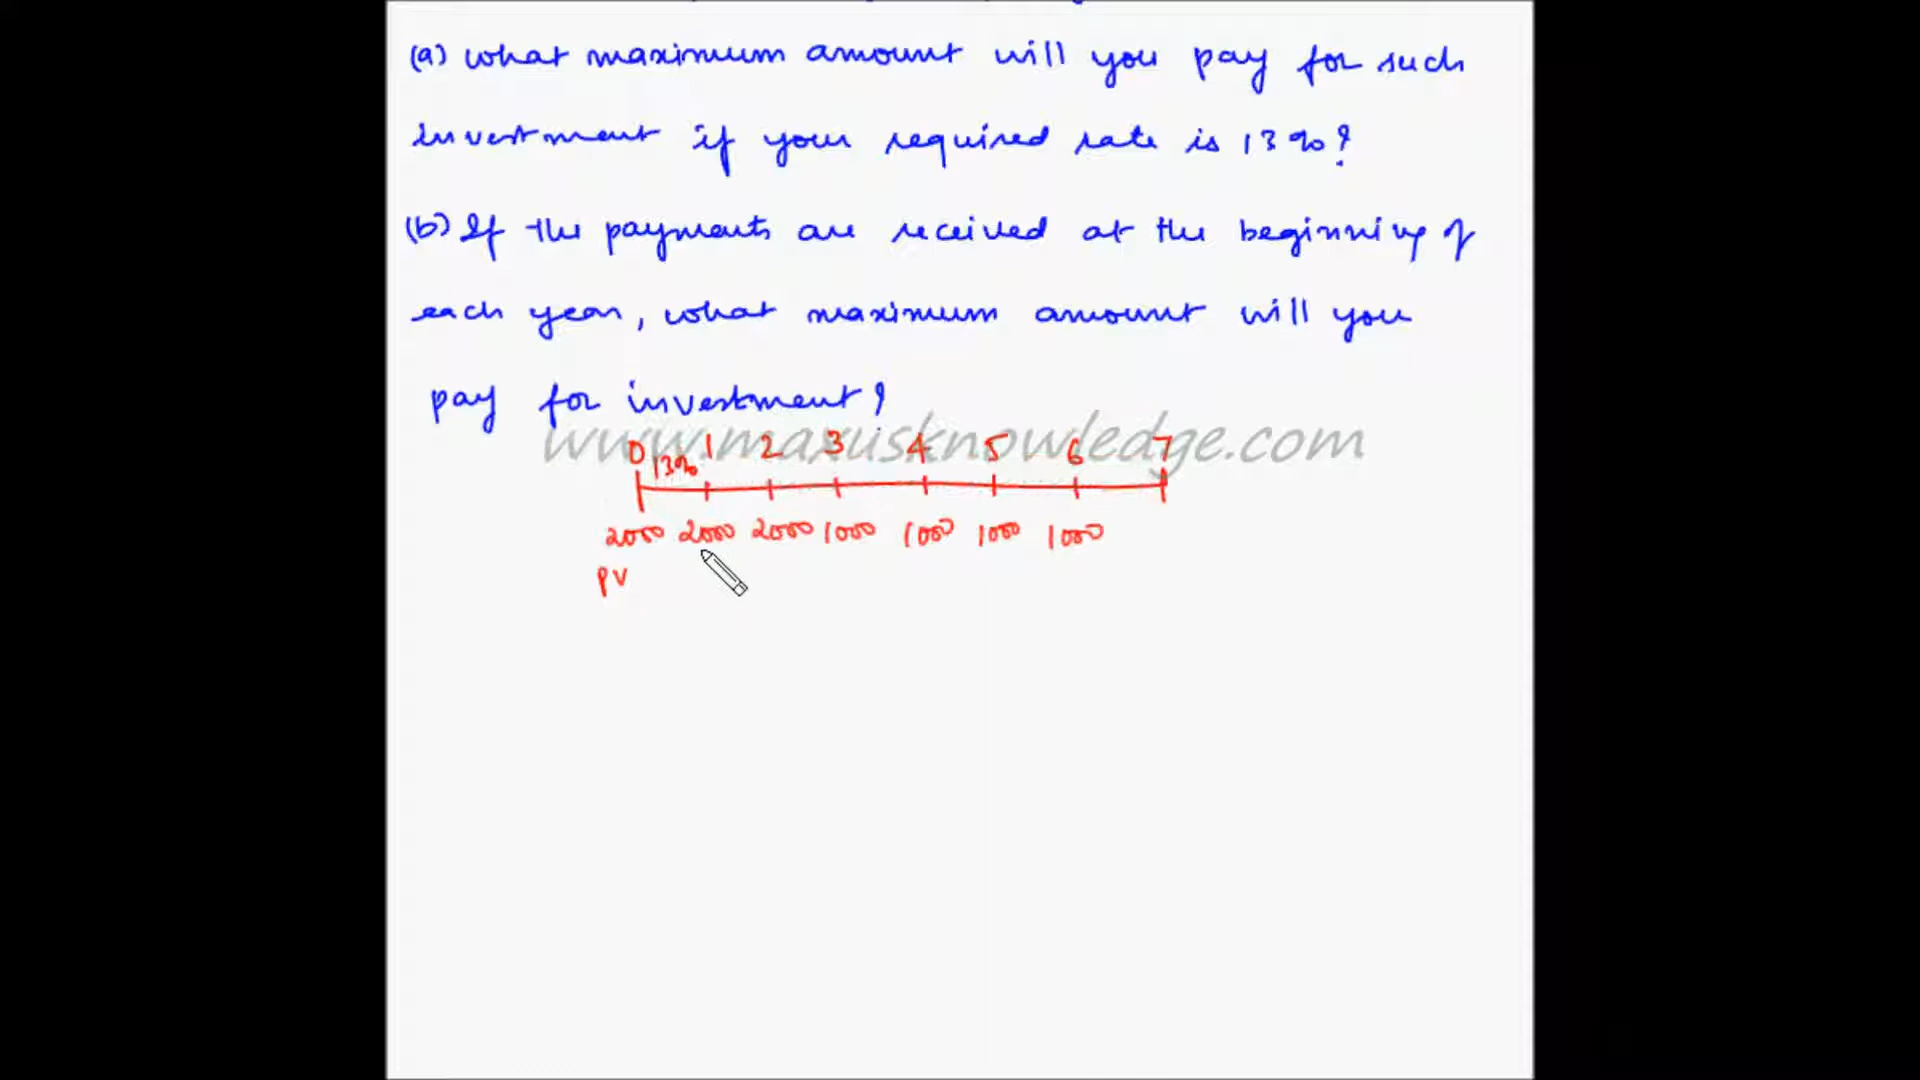 (a) what maximum amount will you pay for such
investment if your required rate is 13%?
(b) If the payments are received at the beginning of
each year, what maximum amount will you
pay for investment?
www.maxusknowledge.com
0 13% 1 2 3 4 5 6 7
2000 2000 2000 1000 1000 1000 1000
PV